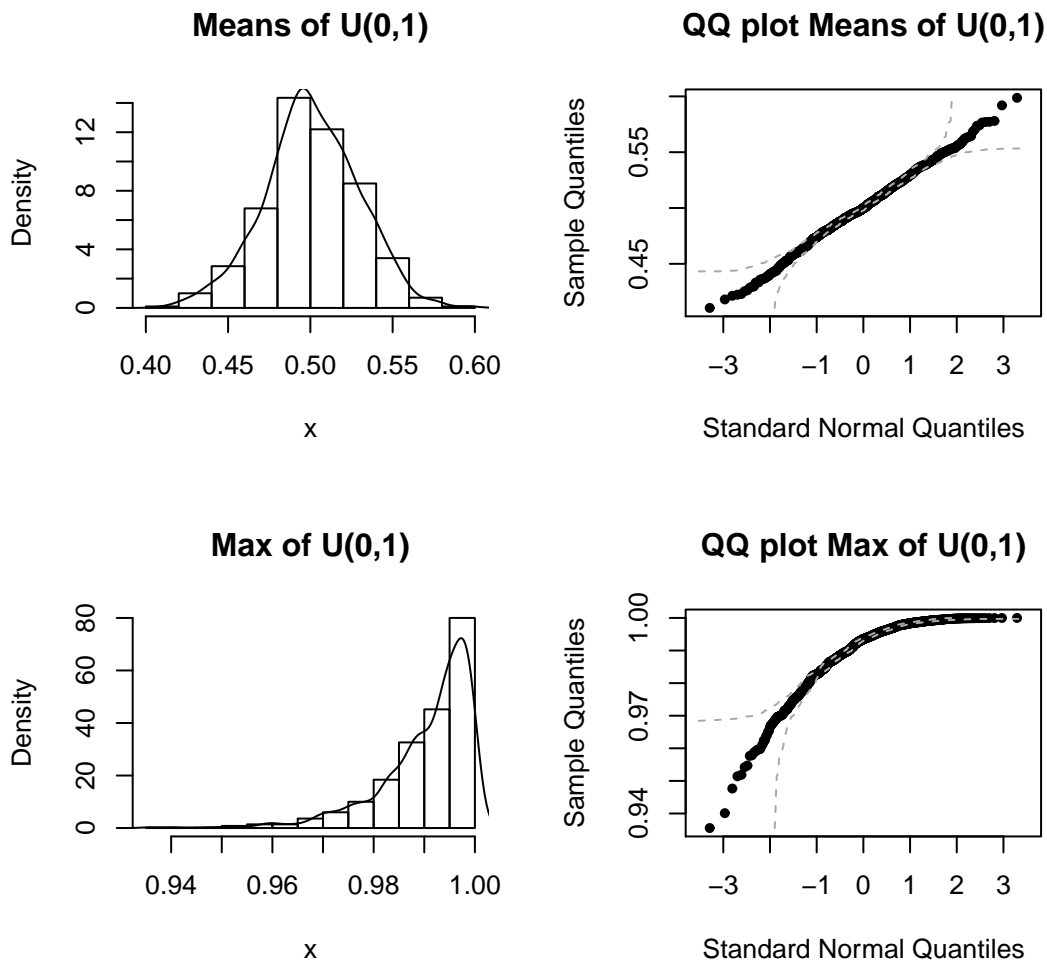 Means of U(0,1)
Density
0 4 8 12
0.40 0.45 0.50 0.55 0.60
x
QQ plot Means of U(0,1)
Sample Quantiles
0.45 0.55
−3 −1 0 1 2 3
Standard Normal Quantiles
Max of U(0,1)
Density
0 20 40 60 80
0.94 0.96 0.98 1.00
x
QQ plot Max of U(0,1)
Sample Quantiles
0.94 0.97 1.00
−3 −1 0 1 2 3
Standard Normal Quantiles